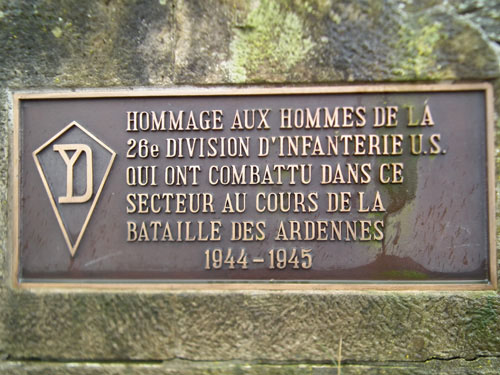 YD
HOMMAGE AUX HOMMES DE LÁ
26e DIVISION D'INFANTERIE U.S.
QUI ONT COMBATTU DANS CE
SECTEUR AU COURS DE LA
BATAILLE DES ARDENNES
1944-1945